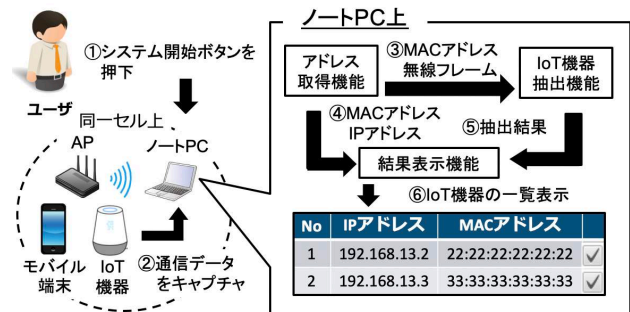 ①システム開始ボタンを
押下
ユーザ
同一セル上
AP
ノートPC
モバイル
端末
IoT
機器
②通信データ
をキャプチャ
ノートPC上
アドレス
取得機能
③MACアドレス
無線フレーム
IoT機器
抽出機能
④MACアドレス
IPアドレス
⑤抽出結果
結果表示機能
⑥IoT機器の一覧表示
No IPアドレス MACアドレス
1 192.168.13.2 22:22:22:22:22:22
2 192.168.13.3 33:33:33:33:33:33